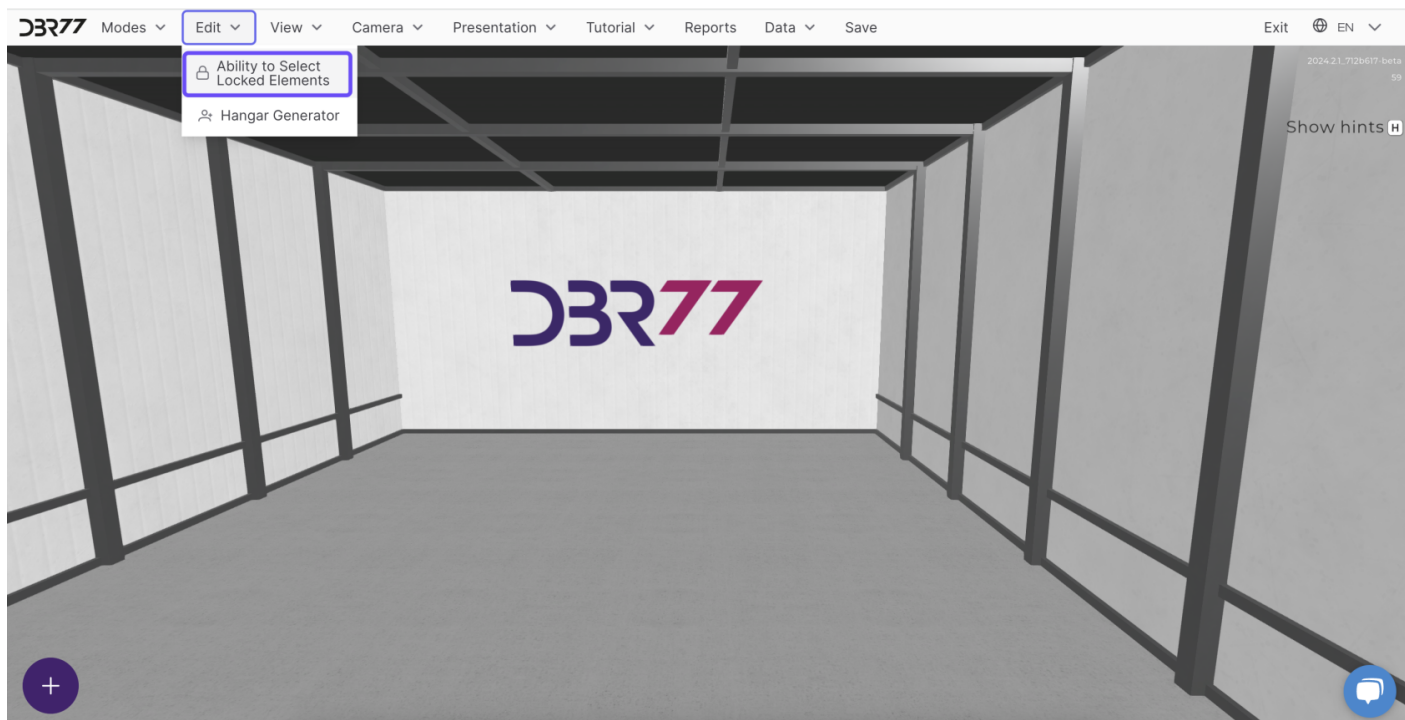 DBR77 Modes Edit View Camera Presentation Tutorial Reports Data Save Exit EN
Ability to Select
Locked Elements
Hangar Generator
2024.2.1_712b617-beta
59
Show hints H
DBR77